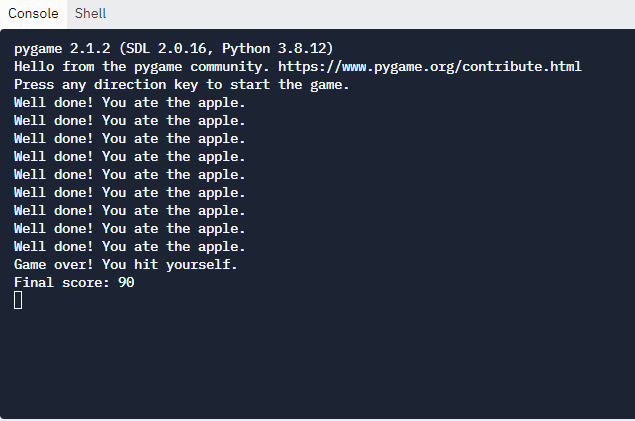 Console Shell
pygame 2.1.2 (SDL 2.0.16, Python 3.8.12)
Hello from the pygame community. https://www.pygame.org/contribute.html
Press any direction key to start the game.
Well done! You ate the apple.
Well done! You ate the apple.
Well done! You ate the apple.
Well done! You ate the apple.
Well done! You ate the apple.
Well done! You ate the apple.
Well done! You ate the apple.
Well done! You ate the apple.
Well done! You ate the apple.
Game over! You hit yourself.
Final score: 90